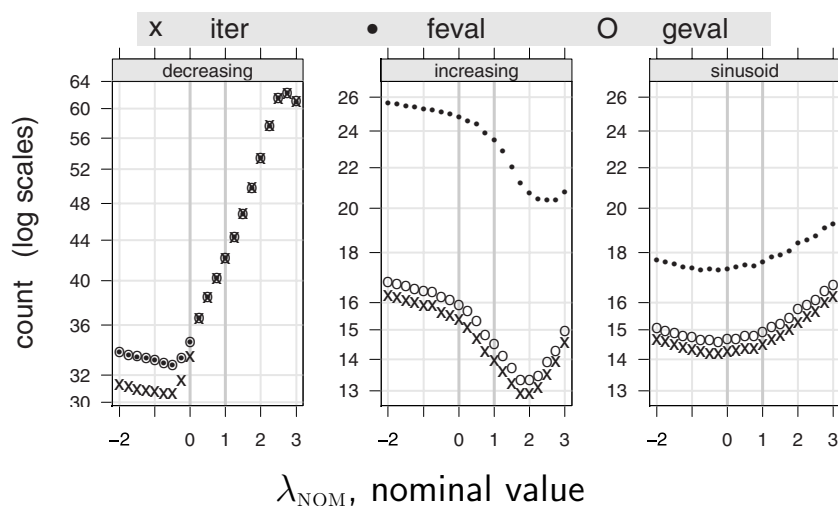 x iter • feval O geval
decreasing increasing sinusoid
64 60 56 52 48 44 40 36 32 30
26 24 22 20 18 16 15 14 13
26 24 22 20 18 16 15 14 13
count (log scales)
−2 0 1 2 3 −2 0 1 2 3 −2 0 1 2 3
λNOM, nominal value